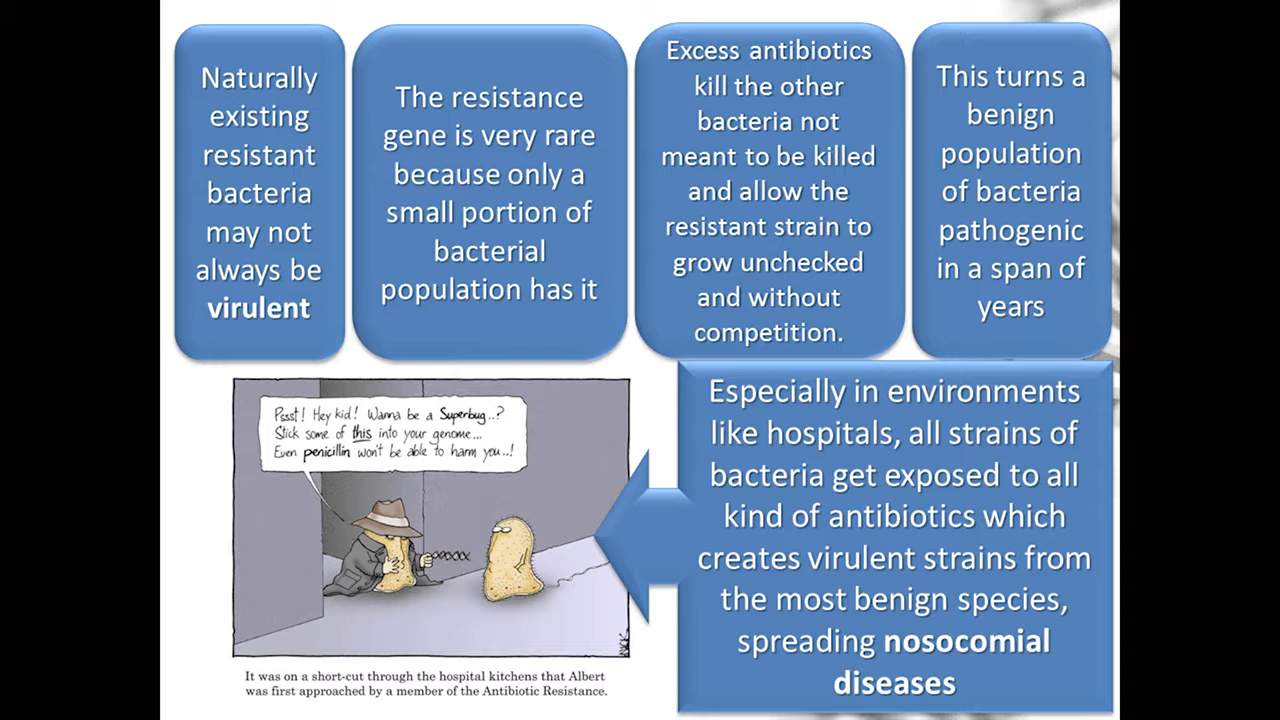 Naturally
existing
resistant
bacteria
may not
always be
virulent
The resistance
gene is very rare
because only a
small portion of
bacterial
population has it
Excess antibiotics
kill the other
bacteria not
meant to be killed
and allow the
resistant strain to
grow unchecked
and without
competition.
This turns a
benign
population
of bacteria
pathogenic
in a span of
years
Pssst! Hey kid! Wanna be a Superbug..?
Stick some of this into your genome...
Even penicillin won't be able to harm you..!
It was on a short-cut through the hospital kitchens that Albert
was first approached by a member of the Antibiotic Resistance.
Especially in environments
like hospitals, all strains of
bacteria get exposed to all
kind of antibiotics which
creates virulent strains from
the most benign species,
spreading nosocomial
diseases